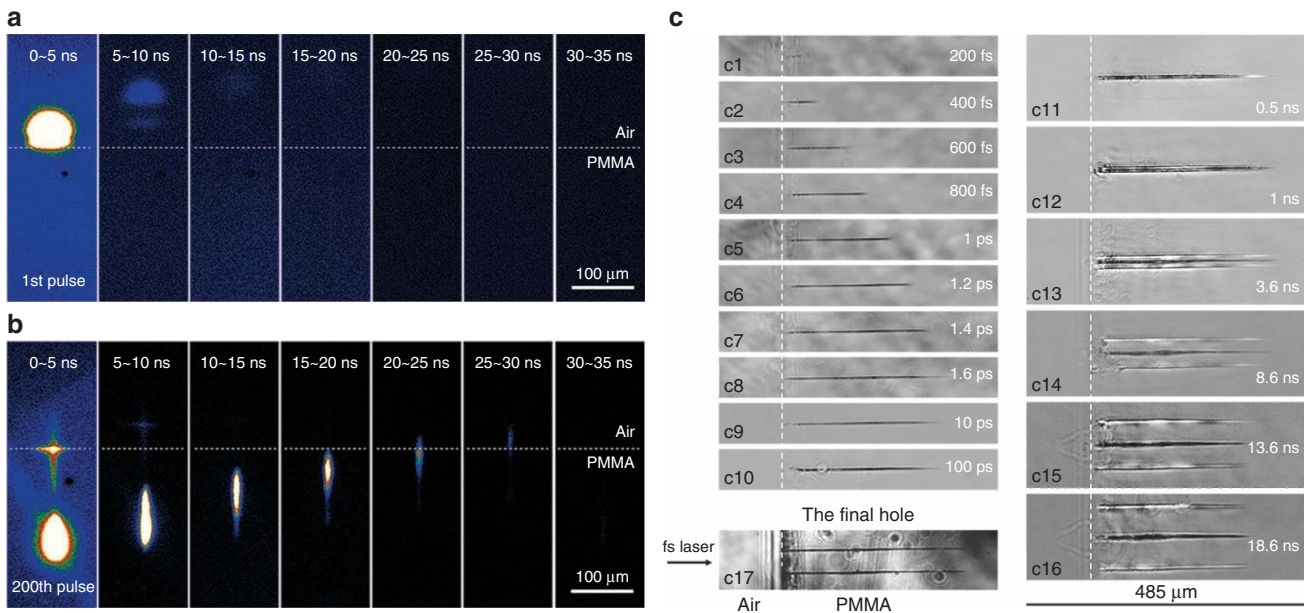 a
0~5 ns 5~10 ns 10~15 ns 15~20 ns 20~25 ns 25~30 ns 30~35 ns
Air
PMMA
1st pulse
100 μm
b
0~5 ns 5~10 ns 10~15 ns 15~20 ns 20~25 ns 25~30 ns 30~35 ns
Air
PMMA
200th pulse
100 μm
c
c1 200 fs
c2 400 fs
c3 600 fs
c4 800 fs
c5 1 ps
c6 1.2 ps
c7 1.4 ps
c8 1.6 ps
c9 10 ps
c10 100 ps
The final hole
fs laser
c17
Air PMMA
c11 0.5 ns
c12 1 ns
c13 3.6 ns
c14 8.6 ns
c15 13.6 ns
c16 18.6 ns
485 μm